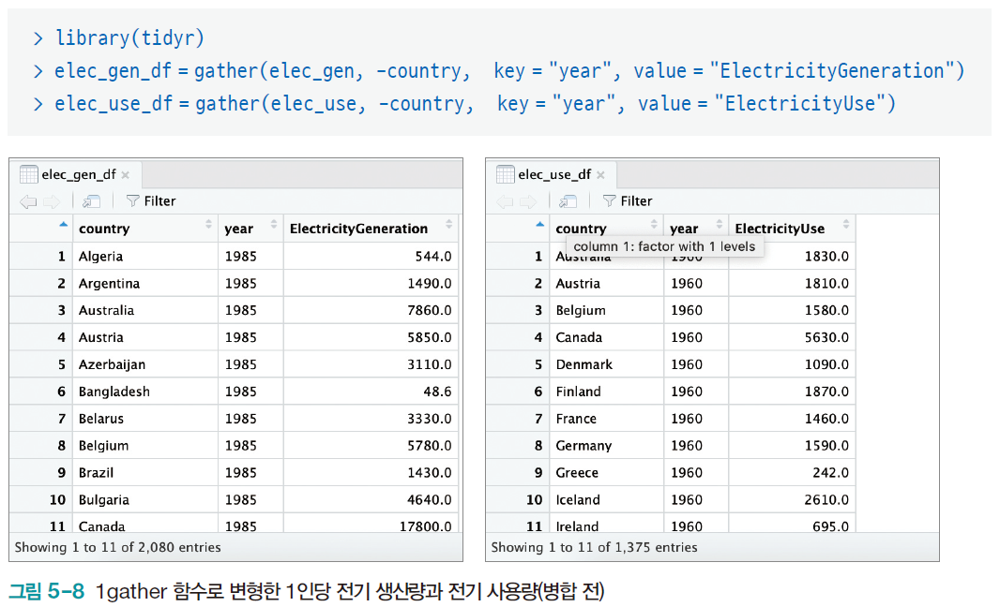 > library(tidyr)
> elec_gen_df = gather(elec_gen, -country, key = "year", value = "ElectricityGeneration")
> elec_use_df = gather(elec_use, -country, key = "year", value = "ElectricityUse")
elec_gen_df ×
Filter
country year ElectricityGeneration
1 Algeria 1985 544.0
2 Argentina 1985 1490.0
3 Australia 1985 7860.0
4 Austria 1985 5850.0
5 Azerbaijan 1985 3110.0
6 Bangladesh 1985 48.6
7 Belarus 1985 3330.0
8 Belgium 1985 5780.0
9 Brazil 1985 1430.0
10 Bulgaria 1985 4640.0
11 Canada 1985 17800.0
Showing 1 to 11 of 2,080 entries
elec_use_df ×
Filter
country year ElectricityUse
column 1: factor with 1 levels
1 Australia 1960 1830.0
2 Austria 1960 1810.0
3 Belgium 1960 1580.0
4 Canada 1960 5630.0
5 Denmark 1960 1090.0
6 Finland 1960 1870.0
7 France 1960 1460.0
8 Germany 1960 1590.0
9 Greece 1960 242.0
10 Iceland 1960 2610.0
11 Ireland 1960 695.0
Showing 1 to 11 of 1,375 entries
그림 5-8 1gather 함수로 변형한 1인당 전기 생산량과 전기 사용량(병합 전)